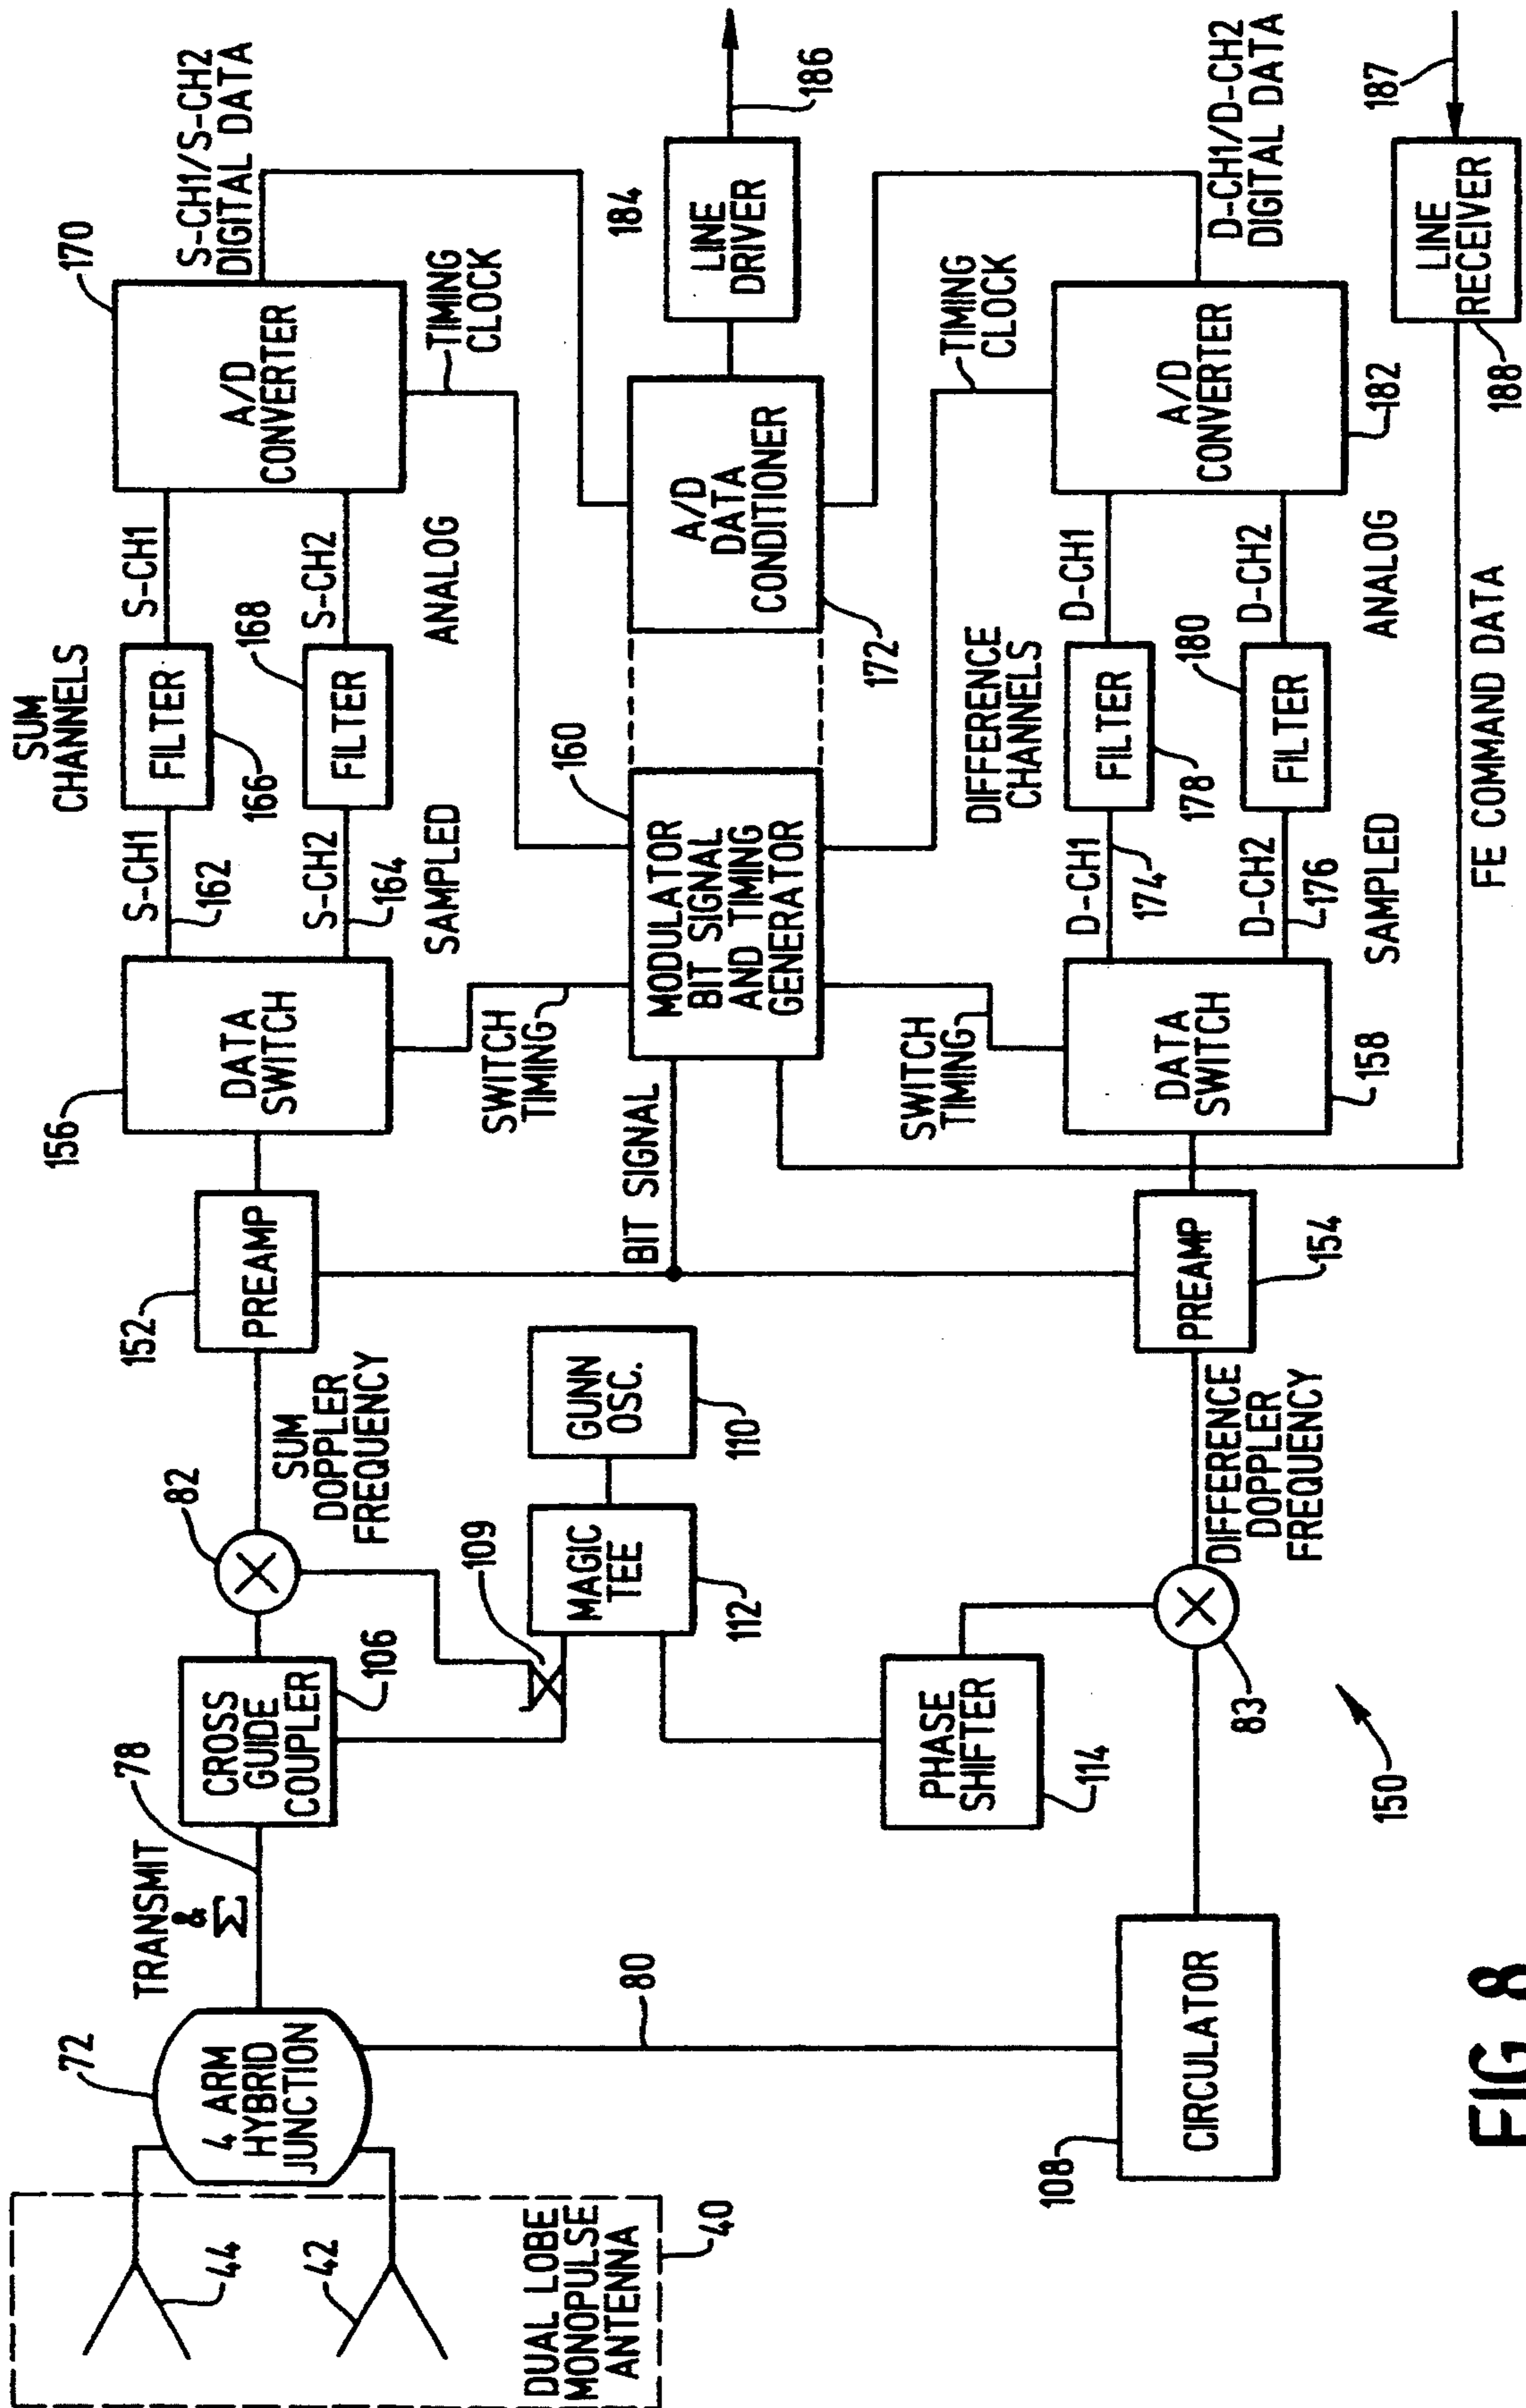 DUAL LOBE
MONOPULSE
ANTENNA
40
44
42
72
4 ARM
HYBRID
JUNCTION
TRANSMIT
&
Σ
78
80
CROSS
GUIDE
COUPLER
106
CIRCULATOR
108
82
109
SUM
DOPPLER
FREQUENCY
MAGIC
TEE
112
GUNN
OSC.
110
PHASE
SHIFTER
114
83
150
DIFFERENCE
DOPPLER
FREQUENCY
152
PREAMP
PREAMP
154
BIT SIGNAL
156
DATA
SWITCH
SWITCH
TIMING
SWITCH
TIMING
DATA
SWITCH
158
MODULATOR
BIT SIGNAL
AND TIMING
GENERATOR
160
SUM
CHANNELS
S-CH1
162
S-CH2
164
SAMPLED
FILTER
166
FILTER
168
S-CH1
S-CH2
ANALOG
DIFFERENCE
CHANNELS
D-CH1
174
D-CH2
176
SAMPLED
FILTER
178
FILTER
180
D-CH1
D-CH2
ANALOG
A/D
CONVERTER
170
TIMING
CLOCK
S-CH1/S-CH2
DIGITAL DATA
A/D
DATA
CONDITIONER
172
LINE
DRIVER
184
186
TIMING
CLOCK
A/D
CONVERTER
182
D-CH1/D-CH2
DIGITAL DATA
FE COMMAND DATA
LINE
RECEIVER
188
187
FIG. 8